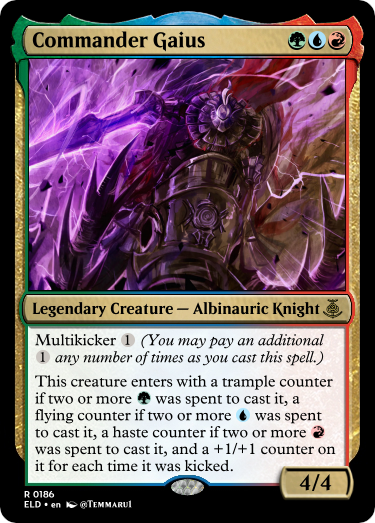 Commander Gaius
Legendary Creature — Albinauric Knight
Multikicker 1 (You may pay an additional
1 any number of times as you cast this spell.)
This creature enters with a trample counter
if two or more was spent to cast it, a
flying counter if two or more was spent
to cast it, a haste counter if two or more
was spent to cast it, and a +1/+1 counter on
it for each time it was kicked.
4/4
R 0186
ELD • en @Temmarui